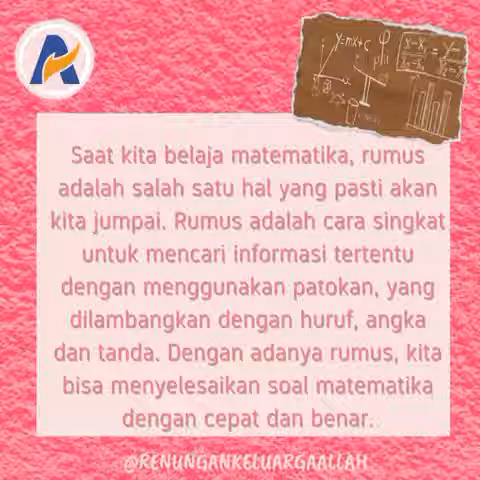 y=mx+c
Saat kita belaja matematika, rumus
adalah salah satu hal yang pasti akan
kita jumpai. Rumus adalah cara singkat
untuk mencari informasi tertentu
dengan menggunakan patokan, yang
dilambangkan dengan huruf, angka
dan tanda. Dengan adanya rumus, kita
bisa menyelesaikan soal matematika
dengan cepat dan benar.
@RENUNGANKELUARGAALLAH